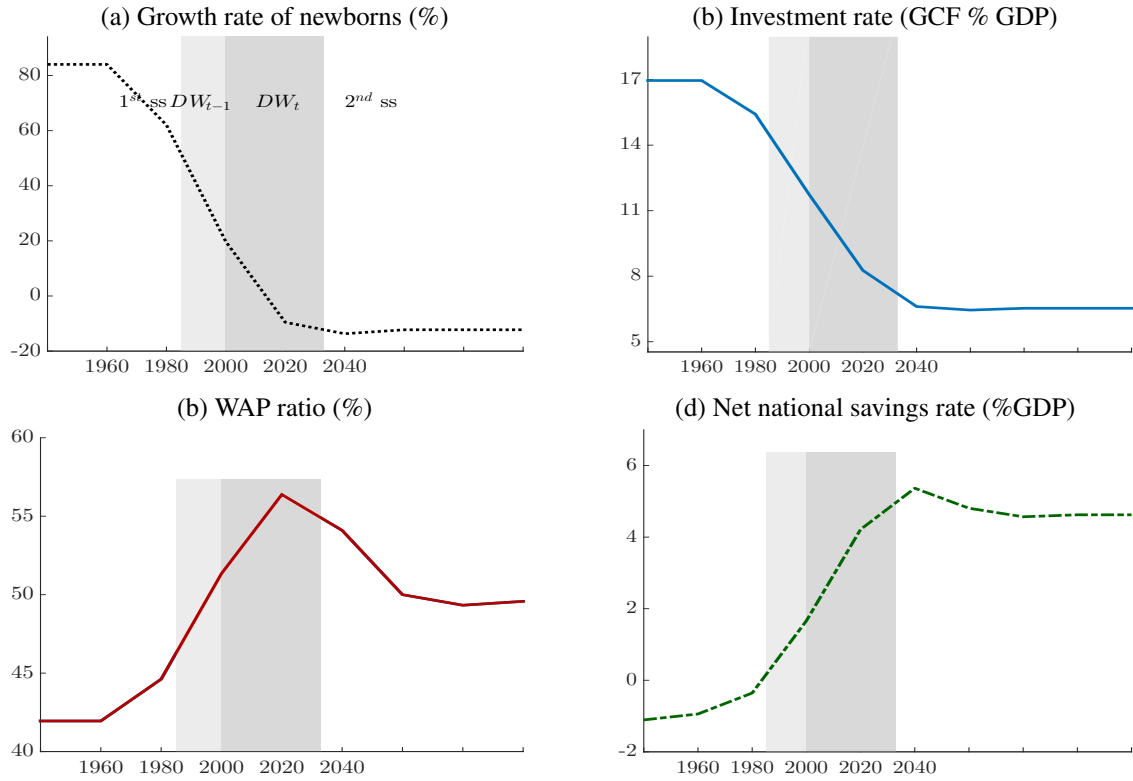 (a) Growth rate of newborns (%)
80
60
40
20
0
-20
1st ss DWt−1 DWt 2nd ss
1960 1980 2000 2020 2040
(b) Investment rate (GCF % GDP)
17
14
11
8
5
1960 1980 2000 2020 2040
(b) WAP ratio (%)
60
55
50
45
40
1960 1980 2000 2020 2040
(d) Net national savings rate (%GDP)
6
4
2
0
-2
1960 1980 2000 2020 2040